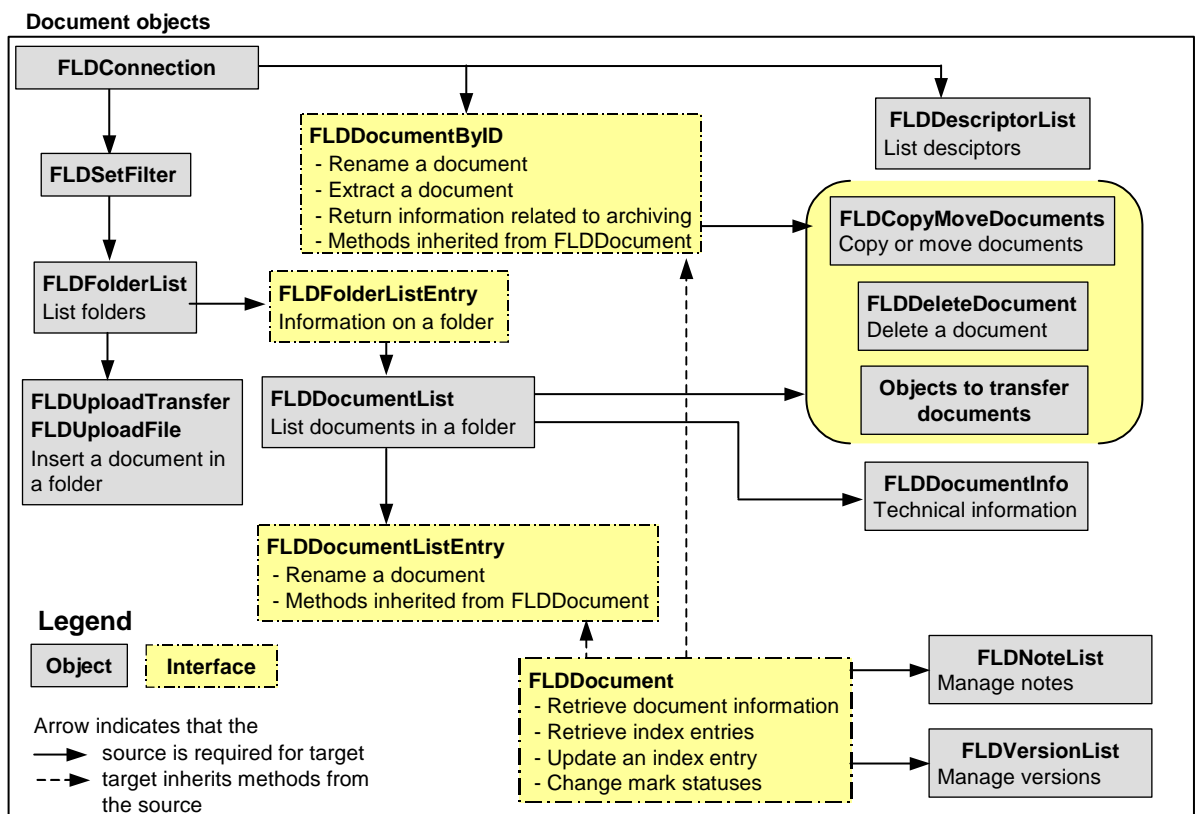 Document objects
FLDConnection
FLDDocumentByID
- Rename a document
- Extract a document
- Return information related to archiving
- Methods inherited from FLDDocument
FLDDescriptorList
List desciptors
FLDSetFilter
FLDCopyMoveDocuments
Copy or move documents
FLDFolderList
List folders
FLDFolderListEntry
Information on a folder
FLDDeleteDocument
Delete a document
FLDUploadTransfer
FLDUploadFile
Insert a document in
a folder
FLDDocumentList
List documents in a folder
Objects to transfer
documents
FLDDocumentInfo
Technical information
FLDDocumentListEntry
- Rename a document
- Methods inherited from FLDDocument
Legend
Object
Interface
Arrow indicates that the
source is required for target
target inherits methods from
the source
FLDDocument
- Retrieve document information
- Retrieve index entries
- Update an index entry
- Change mark statuses
FLDNoteList
Manage notes
FLDVersionList
Manage versions